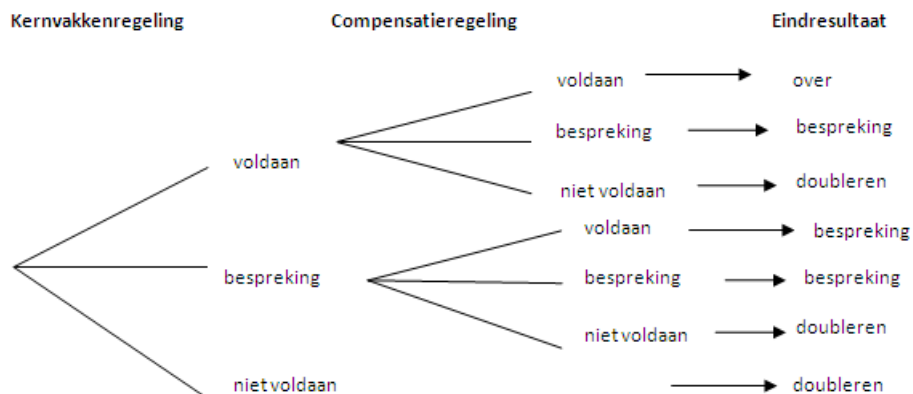 Kernvakkenregeling Compensatieregeling Eindresultaat
voldaan over
bespreking bespreking
voldaan
niet voldaan doubleren
voldaan bespreking
bespreking bespreking bespreking
niet voldaan doubleren
niet voldaan doubleren